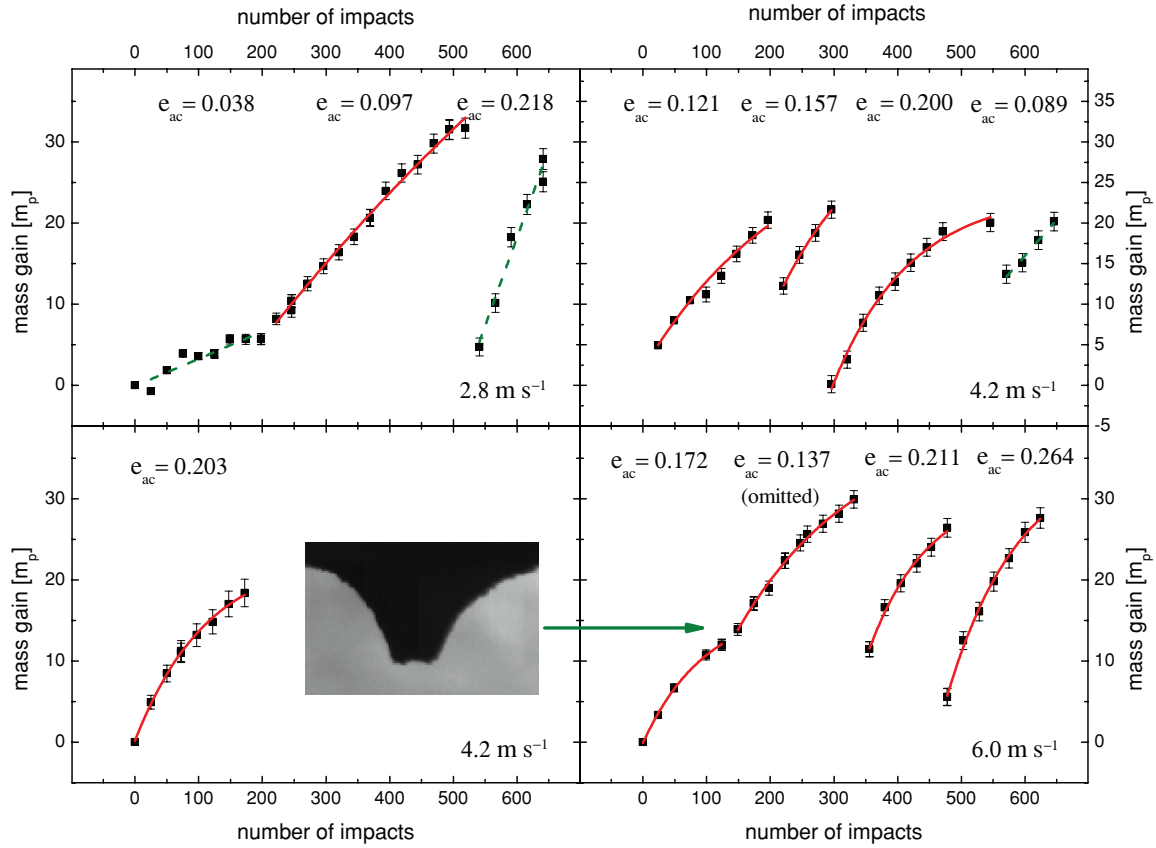 number of impacts
number of impacts
0 100 200 300 400 500 600
0 100 200 300 400 500 600
mass gain [m_p]
30
20
10
0
e_ac = 0.038
e_ac = 0.097
e_ac = 0.218
2.8 m s⁻¹
e_ac = 0.121
e_ac = 0.157
e_ac = 0.200
e_ac = 0.089
4.2 m s⁻¹
35
30
25
20
15
10
5
0
-5
mass gain [m_p]
mass gain [m_p]
30
20
10
0
e_ac = 0.203
4.2 m s⁻¹
e_ac = 0.172
e_ac = 0.137
(omitted)
e_ac = 0.211
e_ac = 0.264
6.0 m s⁻¹
30
20
10
0
mass gain [m_p]
0 100 200 300 400 500 600
0 100 200 300 400 500 600
number of impacts
number of impacts